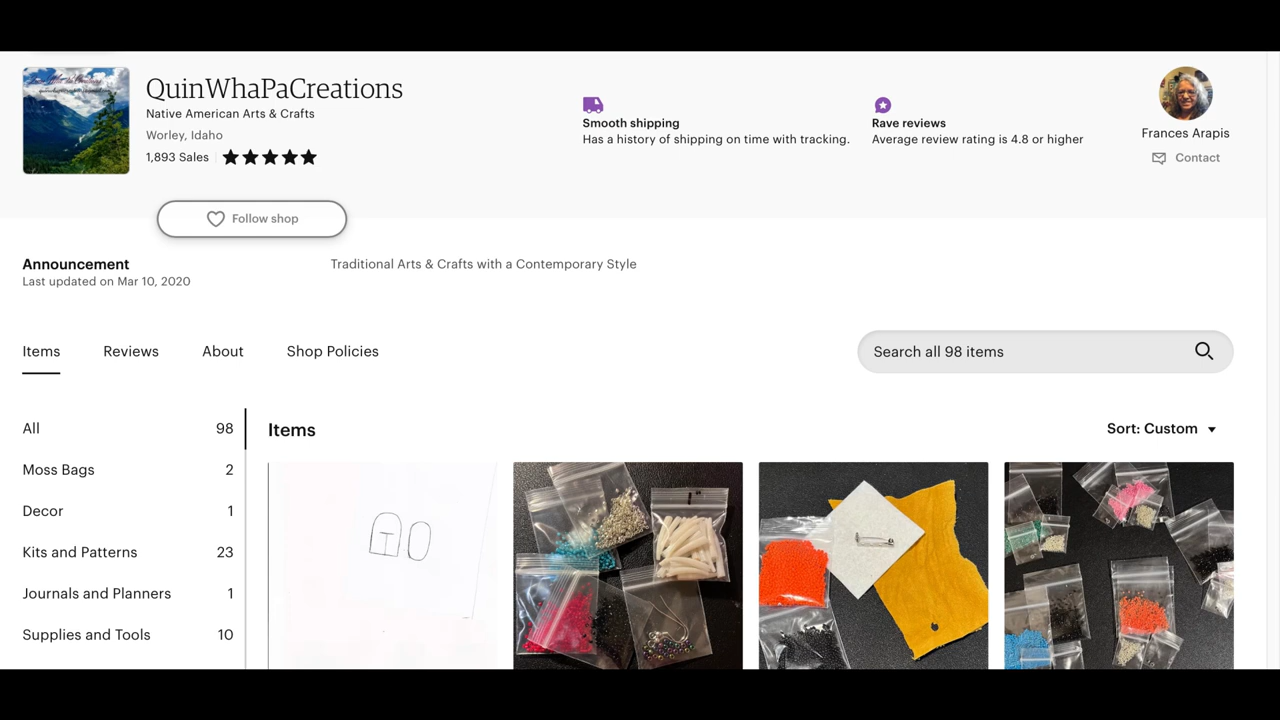 QuinWhaPaCreations
Native American Arts & Crafts
Worley, Idaho
1,893 Sales
Follow shop
Smooth shipping
Has a history of shipping on time with tracking.
Rave reviews
Average review rating is 4.8 or higher
Frances Arapis
Contact
Announcement
Last updated on Mar 10, 2020
Traditional Arts & Crafts with a Contemporary Style
Items Reviews About Shop Policies
Search all 98 items
All 98
Moss Bags 2
Decor 1
Kits and Patterns 23
Journals and Planners 1
Supplies and Tools 10
Items
Sort: Custom